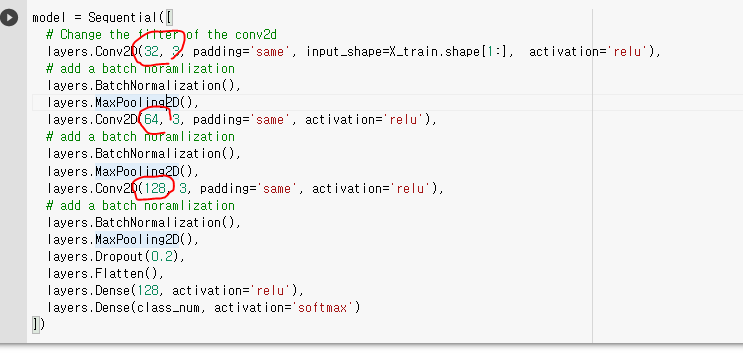 model = Sequential([
# Change the filter of the conv2d
layers.Conv2D(32, 3, padding='same', input_shape=X_train.shape[1:], activation='relu'),
# add a batch noramlization
layers.BatchNormalization(),
layers.MaxPooling2D(),
layers.Conv2D(64, 3, padding='same', activation='relu'),
# add a batch noramlization
layers.BatchNormalization(),
layers.MaxPooling2D(),
layers.Conv2D(128, 3, padding='same', activation='relu'),
# add a batch noramlization
layers.BatchNormalization(),
layers.MaxPooling2D(),
layers.Dropout(0.2),
layers.Flatten(),
layers.Dense(128, activation='relu'),
layers.Dense(class_num, activation='softmax')
])